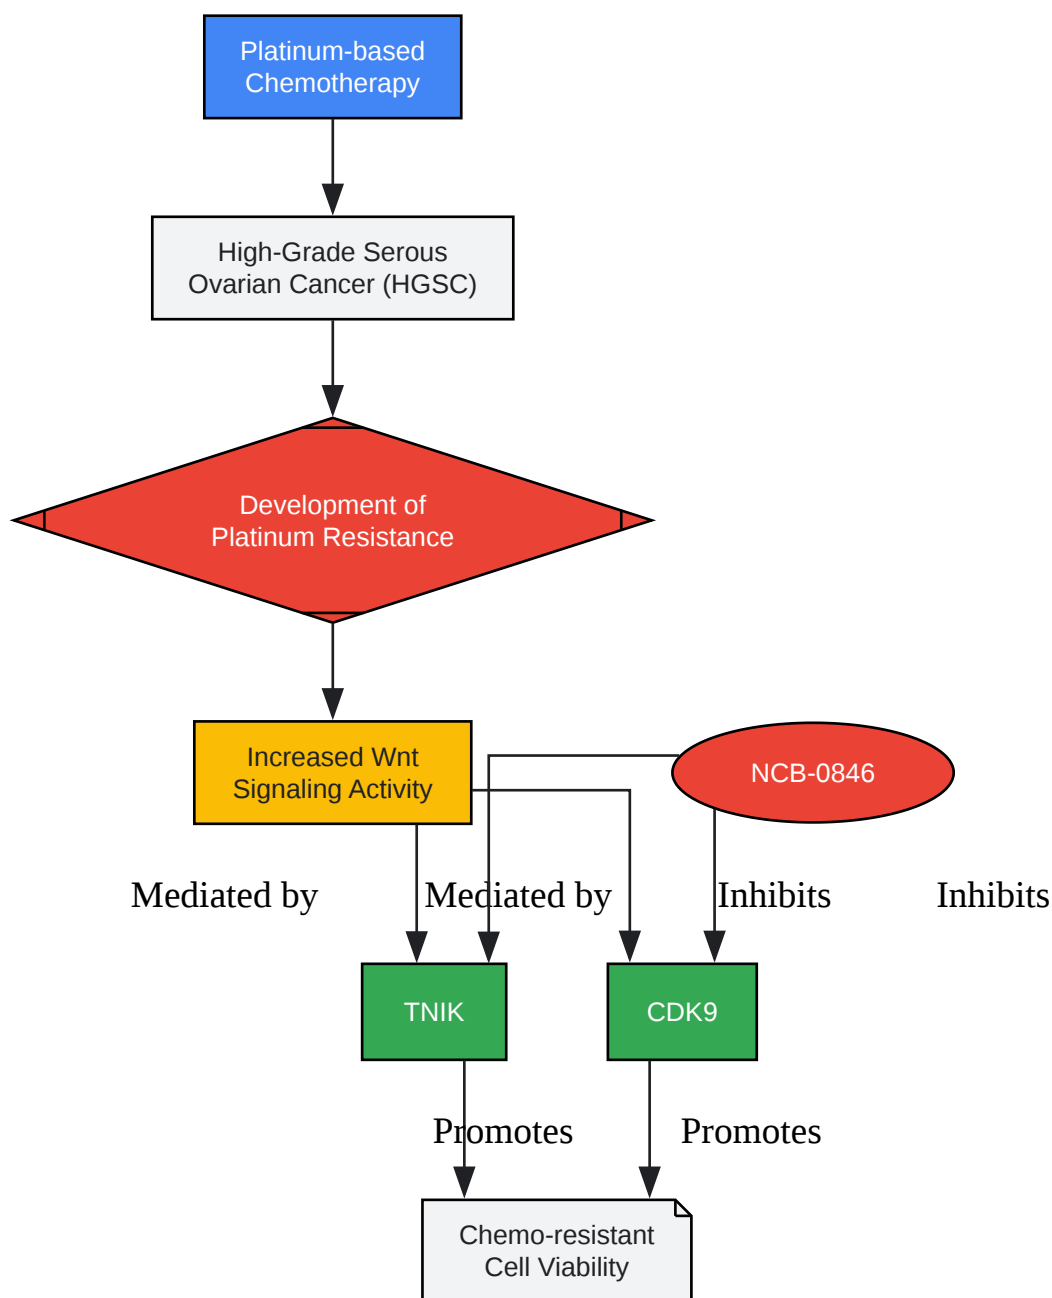 Platinum-based
Chemotherapy
High-Grade Serous
Ovarian Cancer (HGSC)
Development of
Platinum Resistance
Increased Wnt
Signaling Activity
NCB-0846
Mediated by
Mediated by
Inhibits
Inhibits
TNIK
CDK9
Promotes
Promotes
Chemo-resistant
Cell Viability